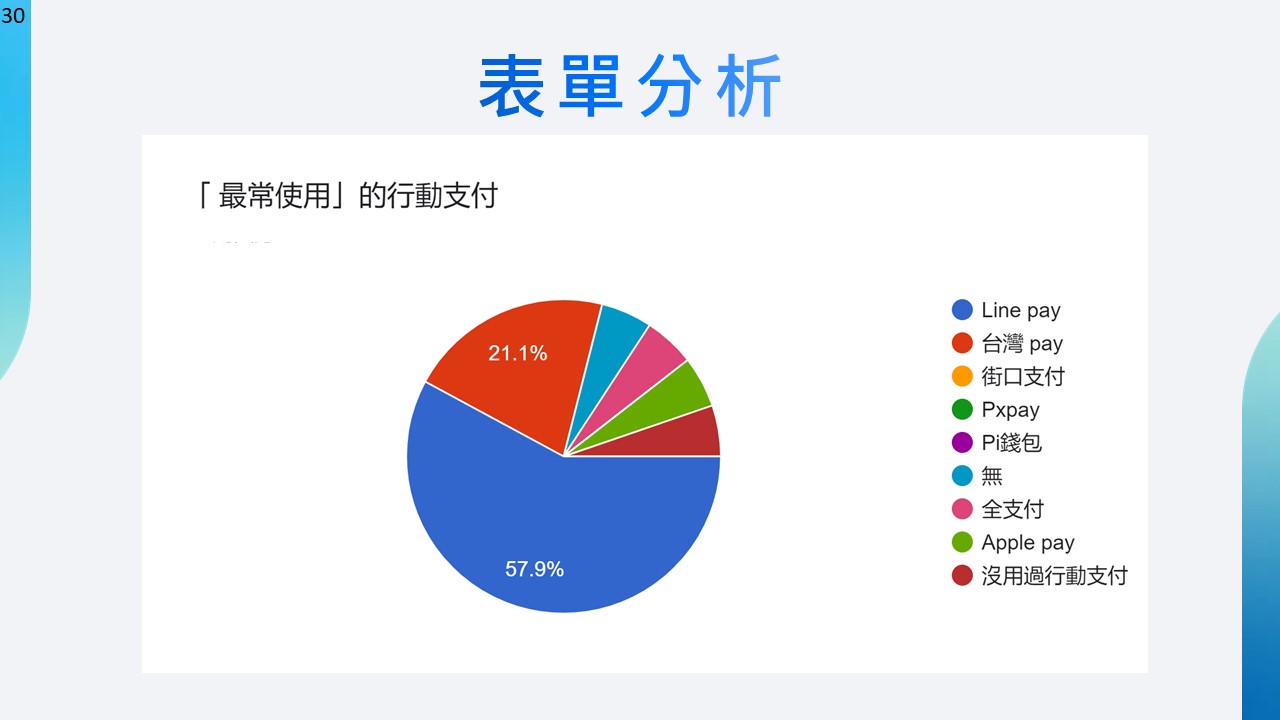 30
表單分析
「 最常使用」的行動支付
21.1%
57.9%
Line pay
台灣 pay
街口支付
Pxpay
Pi錢包
無
全支付
Apple pay
沒用過行動支付